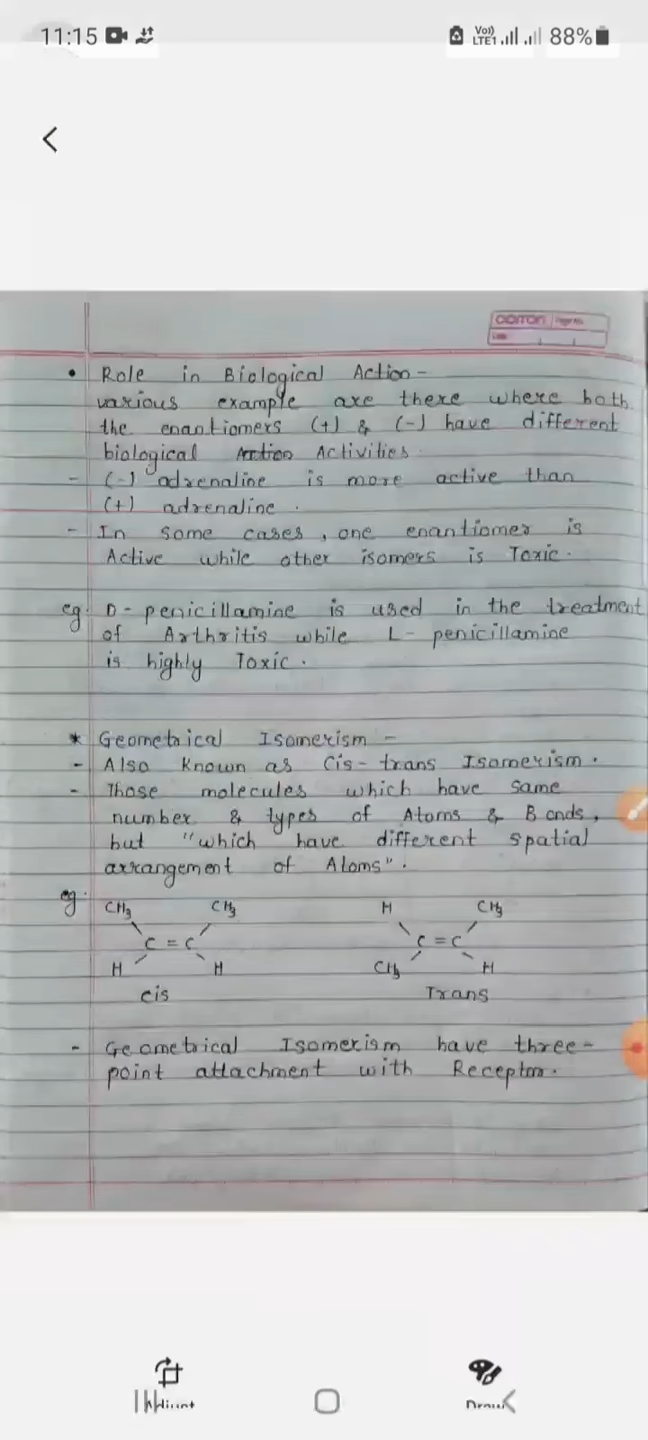 11:15 88%
• Role in Biological Action -
various example are there where both
the enantiomers (+) & (-) have different
biological Action Activities.
- (-) adrenaline is more active than
(+) adrenaline.
- In some cases, one enantiomer is
Active while other isomers is Toxic.
eg. D- penicillamine is used in the treatment
of Arthritis while L- penicillamine
is highly Toxic.
* Geometrical Isomerism -
- Also Known as Cis-trans Isomerism.
- Those molecules which have same
number & types of Atoms & Bonds,
but "which have different spatial
arrangement of Atoms".
eg. CH3 CH3 H CH3
C = C C = C
H H CH3 H
cis Trans
- Geometrical Isomerism have three-
point attachment with Receptor.